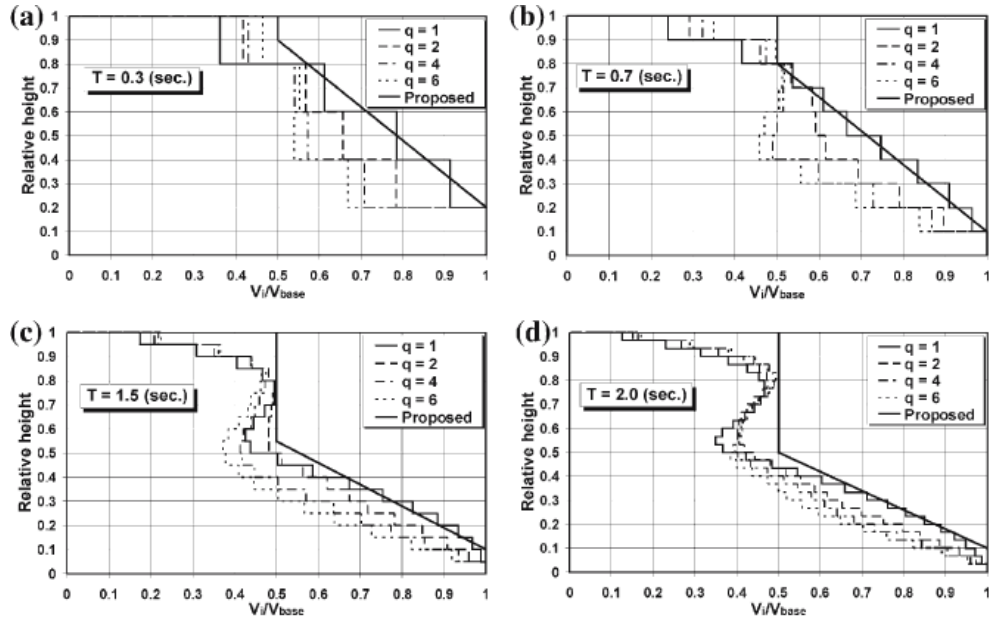 (a)
Relative height
1
0.9
0.8
0.7
0.6
0.5
0.4
0.3
0.2
0.1
0
T = 0.3 (sec.)
q = 1
q = 2
q = 4
q = 6
Proposed
0 0.1 0.2 0.3 0.4 0.5 0.6 0.7 0.8 0.9 1
Vi/Vbase
(b)
Relative height
1
0.9
0.8
0.7
0.6
0.5
0.4
0.3
0.2
0.1
0
T = 0.7 (sec.)
q = 1
q = 2
q = 4
q = 6
Proposed
0 0.1 0.2 0.3 0.4 0.5 0.6 0.7 0.8 0.9 1
Vi/Vbase
(c)
Relative height
1
0.9
0.8
0.7
0.6
0.5
0.4
0.3
0.2
0.1
0
T = 1.5 (sec.)
q = 1
q = 2
q = 4
q = 6
Proposed
0 0.1 0.2 0.3 0.4 0.5 0.6 0.7 0.8 0.9 1
Vi/Vbase
(d)
Relative height
1
0.9
0.8
0.7
0.6
0.5
0.4
0.3
0.2
0.1
0
T = 2.0 (sec.)
q = 1
q = 2
q = 4
q = 6
Proposed
0 0.1 0.2 0.3 0.4 0.5 0.6 0.7 0.8 0.9 1
Vi/Vbase